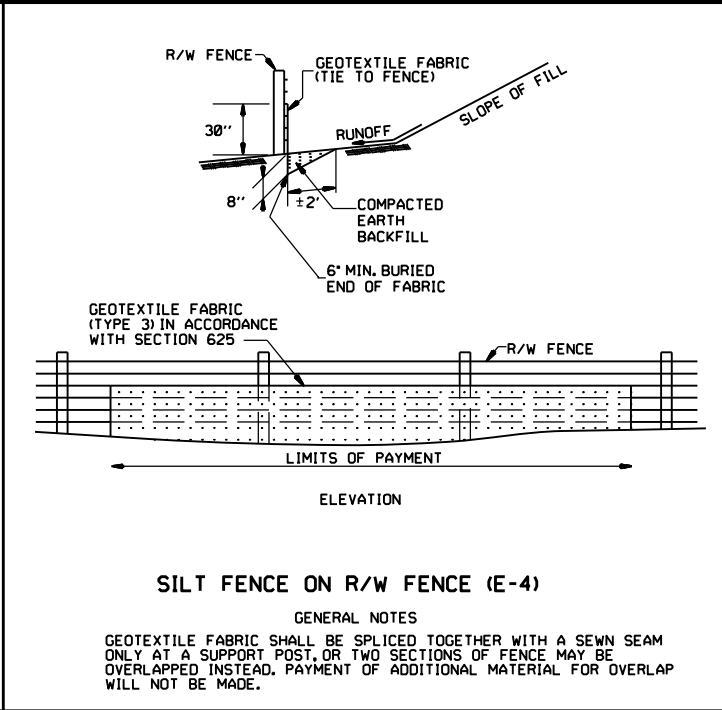 R/W FENCE
GEOTEXTILE FABRIC
(TIE TO FENCE)
SLOPE OF FILL
30"
RUNOFF
8"
±2'
COMPACTED
EARTH
BACKFILL
6" MIN. BURIED
END OF FABRIC
GEOTEXTILE FABRIC
(TYPE 3) IN ACCORDANCE
WITH SECTION 625
R/W FENCE
LIMITS OF PAYMENT
ELEVATION
SILT FENCE ON R/W FENCE (E-4)
GENERAL NOTES
GEOTEXTILE FABRIC SHALL BE SPLICED TOGETHER WITH A SEWN SEAM
ONLY AT A SUPPORT POST, OR TWO SECTIONS OF FENCE MAY BE
OVERLAPPED INSTEAD. PAYMENT OF ADDITIONAL MATERIAL FOR OVERLAP
WILL NOT BE MADE.